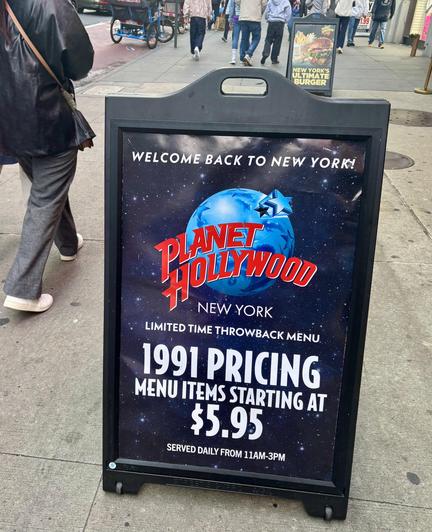 NEW YORK'S
ULTIMATE
BURGER
WELCOME BACK TO NEW YORK!
PLANET
HOLLYWOOD
NEW YORK
LIMITED TIME THROWBACK MENU
1991 PRICING
MENU ITEMS STARTING AT
$5.95
SERVED DAILY FROM 11AM-3PM